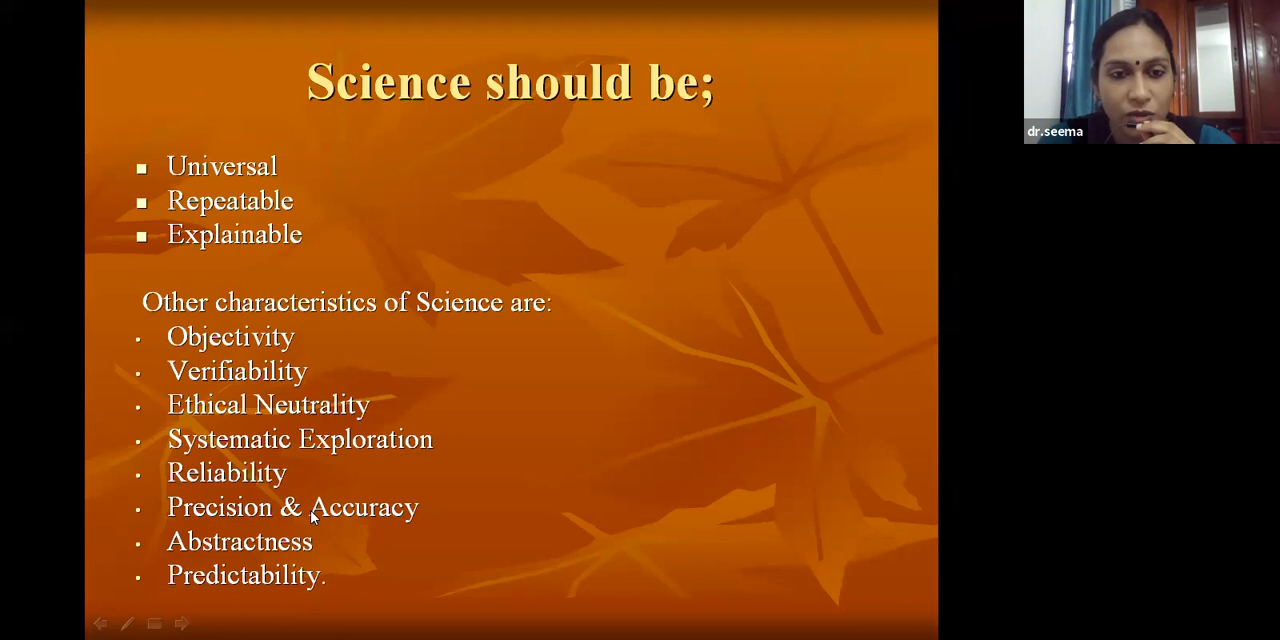 Science should be;
Universal
Repeatable
Explainable
Other characteristics of Science are:
Objectivity
Verifiability
Ethical Neutrality
Systematic Exploration
Reliability
Precision & Accuracy
Abstractness
Predictability.
dr.seema